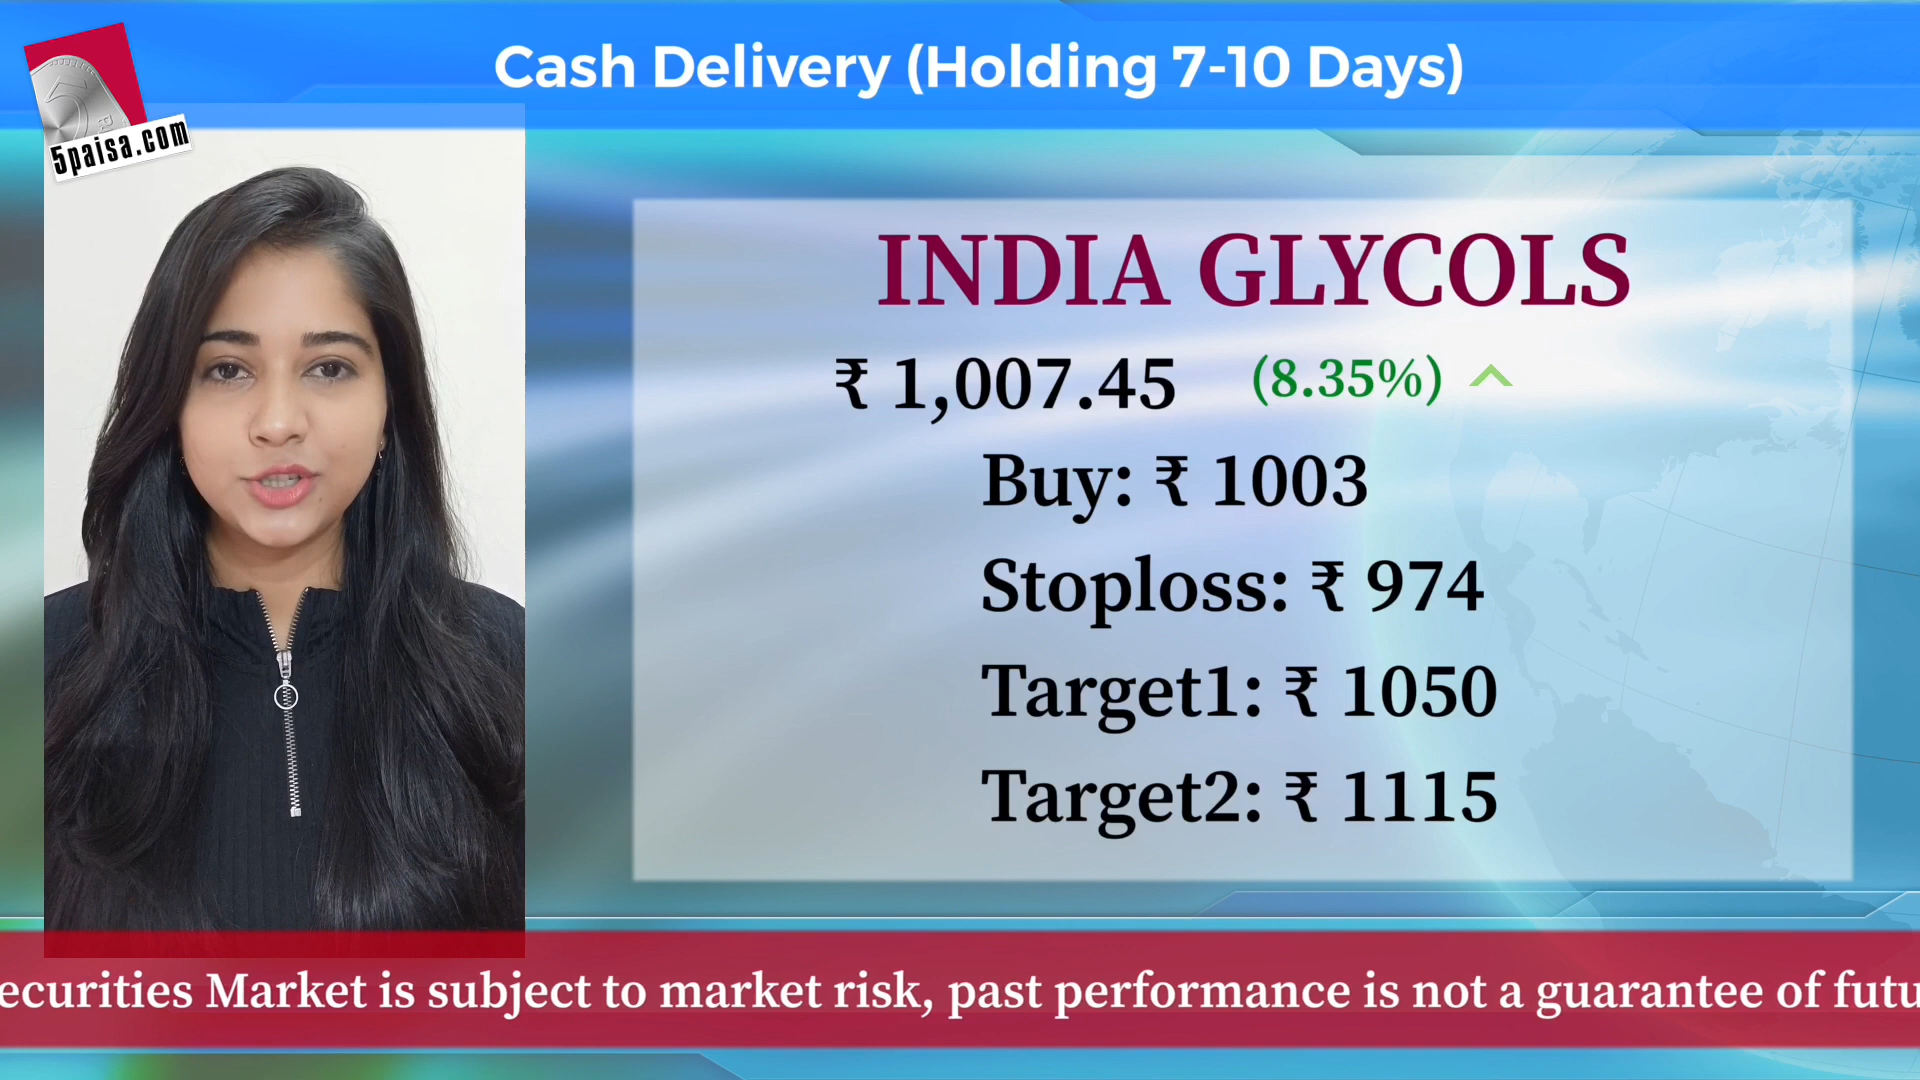 Cash Delivery (Holding 7-10 Days)
5paisa.com
INDIA GLYCOLS
₹ 1,007.45 (8.35%)
Buy: ₹ 1003
Stoploss: ₹ 974
Target1: ₹ 1050
Target2: ₹ 1115
ecurities Market is subject to market risk, past performance is not a guarantee of futu